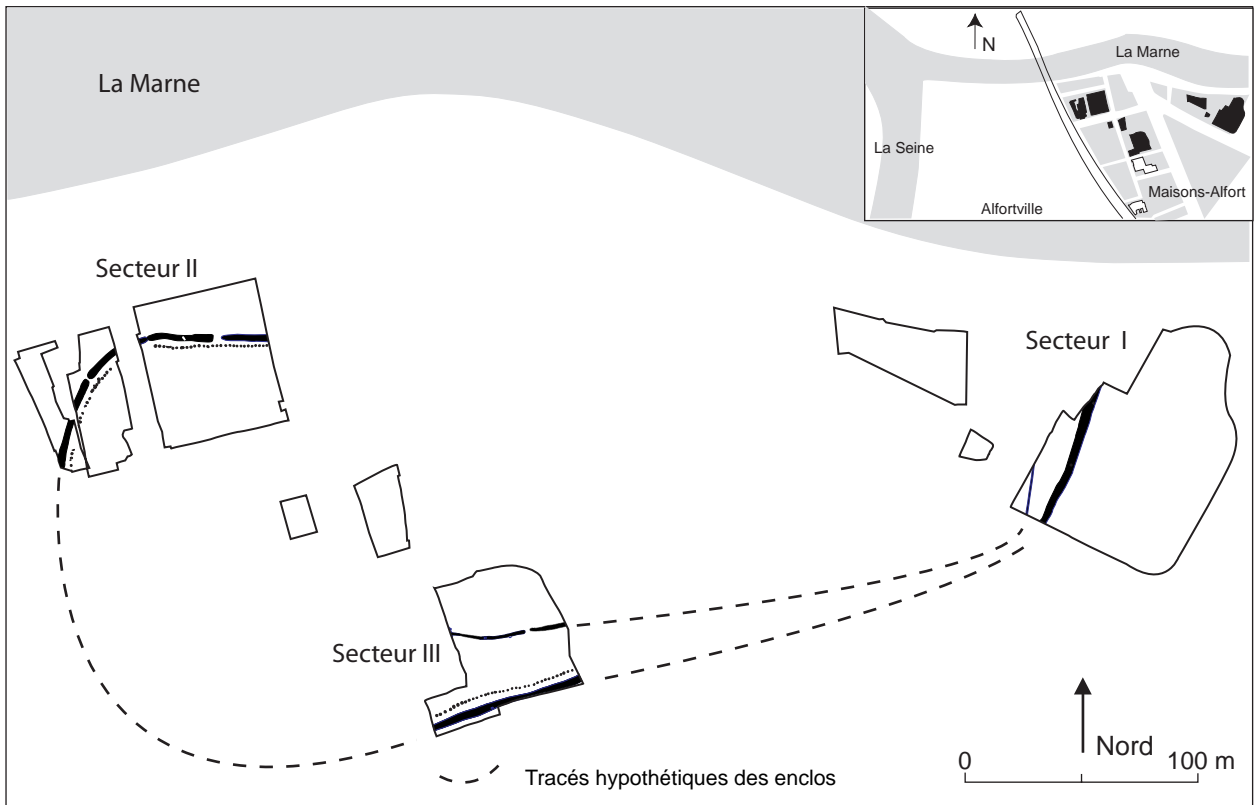 La Marne
N
La Marne
La Seine
Maisons-Alfort
Alfortville
Secteur II
Secteur I
Secteur III
Nord
0 100 m
Tracés hypothétiques des enclos